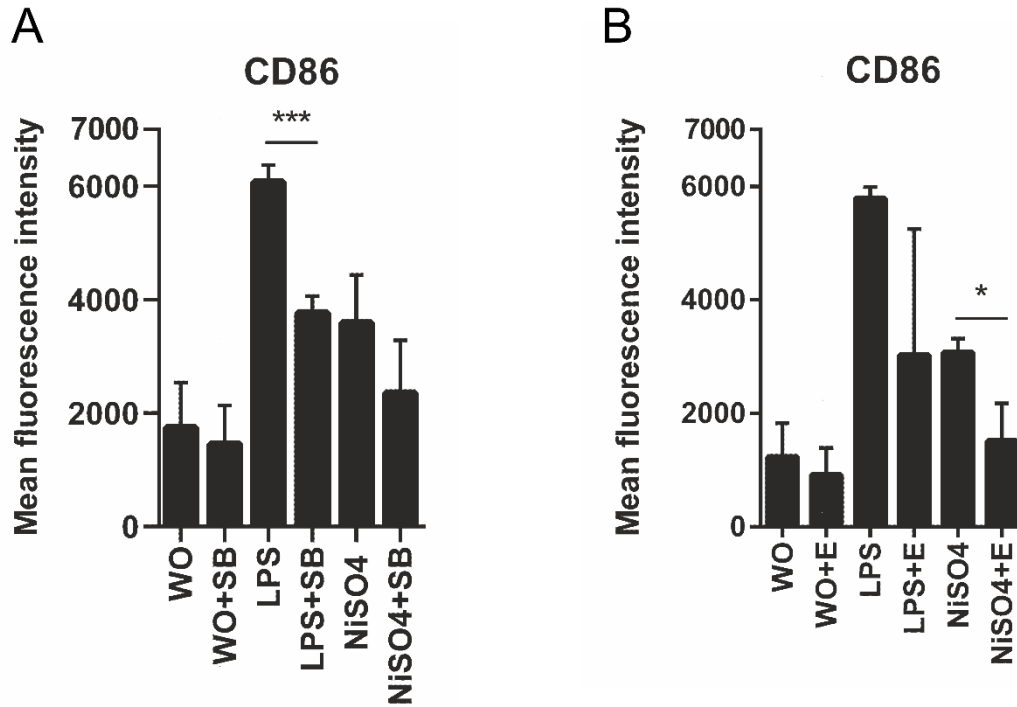 A
CD86
***
Mean fluorescence intensity
7000
6000
4000
2000
0
WO
WO+SB
LPS
LPS+SB
NiSO4
NiSO4+SB
B
CD86
*
Mean fluorescence intensity
7000
6000
4000
2000
0
WO
WO+E
LPS
LPS+E
NiSO4
NiSO4+E